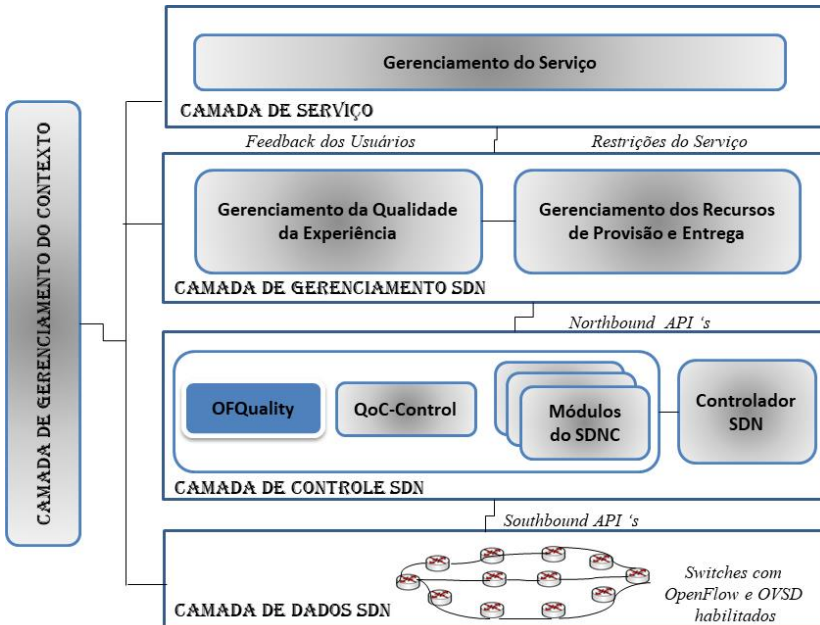 CAMADA DE GERENCIAMENTO DO CONTEXTO
Gerenciamento do Serviço
CAMADA DE SERVIÇO
Feedback dos Usuários
Restrições do Serviço
Gerenciamento da Qualidade
da Experiência
Gerenciamento dos Recursos
de Provisão e Entrega
CAMADA DE GERENCIAMENTO SDN
Northbound API ‘s
OFQuality
QoC-Control
Módulos
do SDNC
Controlador
SDN
CAMADA DE CONTROLE SDN
Southbound API ‘s
Switches com
OpenFlow e OVSD
habilitados
CAMADA DE DADOS SDN